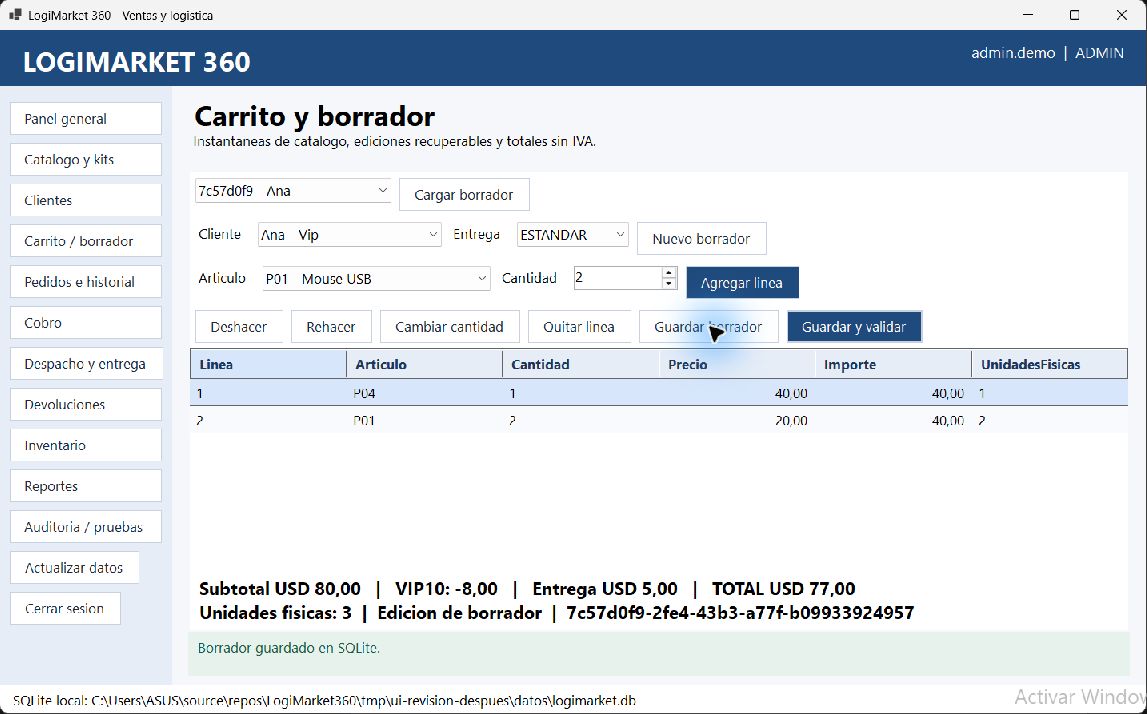 LogiMarket 360   Ventas y logistica
LOGIMARKET 360
admin.demo | ADMIN
Panel general
Catalogo y kits
Clientes
Carrito / borrador
Pedidos e historial
Cobro
Despacho y entrega
Devoluciones
Inventario
Reportes
Auditoria / pruebas
Actualizar datos
Cerrar sesion
Carrito y borrador
Instantaneas de catalogo, ediciones recuperables y totales sin IVA.
7c57d0f9   Ana
Cargar borrador
Cliente   Ana   Vip   Entrega   ESTANDAR   Nuevo borrador
Articulo   P01   Mouse USB   Cantidad   2   Agregar linea
Deshacer   Rehacer   Cambiar cantidad   Quitar linea   Guardar borrador   Guardar y validar
Linea   Articulo   Cantidad   Precio   Importe   UnidadesFisicas
1   P04   1   40,00   40,00   1
2   P01   2   20,00   40,00   2
Subtotal USD 80,00 | VIP10: -8,00 | Entrega USD 5,00 | TOTAL USD 77,00
Unidades fisicas: 3 | Edicion de borrador | 7c57d0f9-2fe4-43b3-a77f-b09933924957
Borrador guardado en SQLite.
SQLite local: C:\Users\ASUS\source\repos\LogiMarket360\tmp\ui-revision-despues\datos\logimarket.db
Activar Window